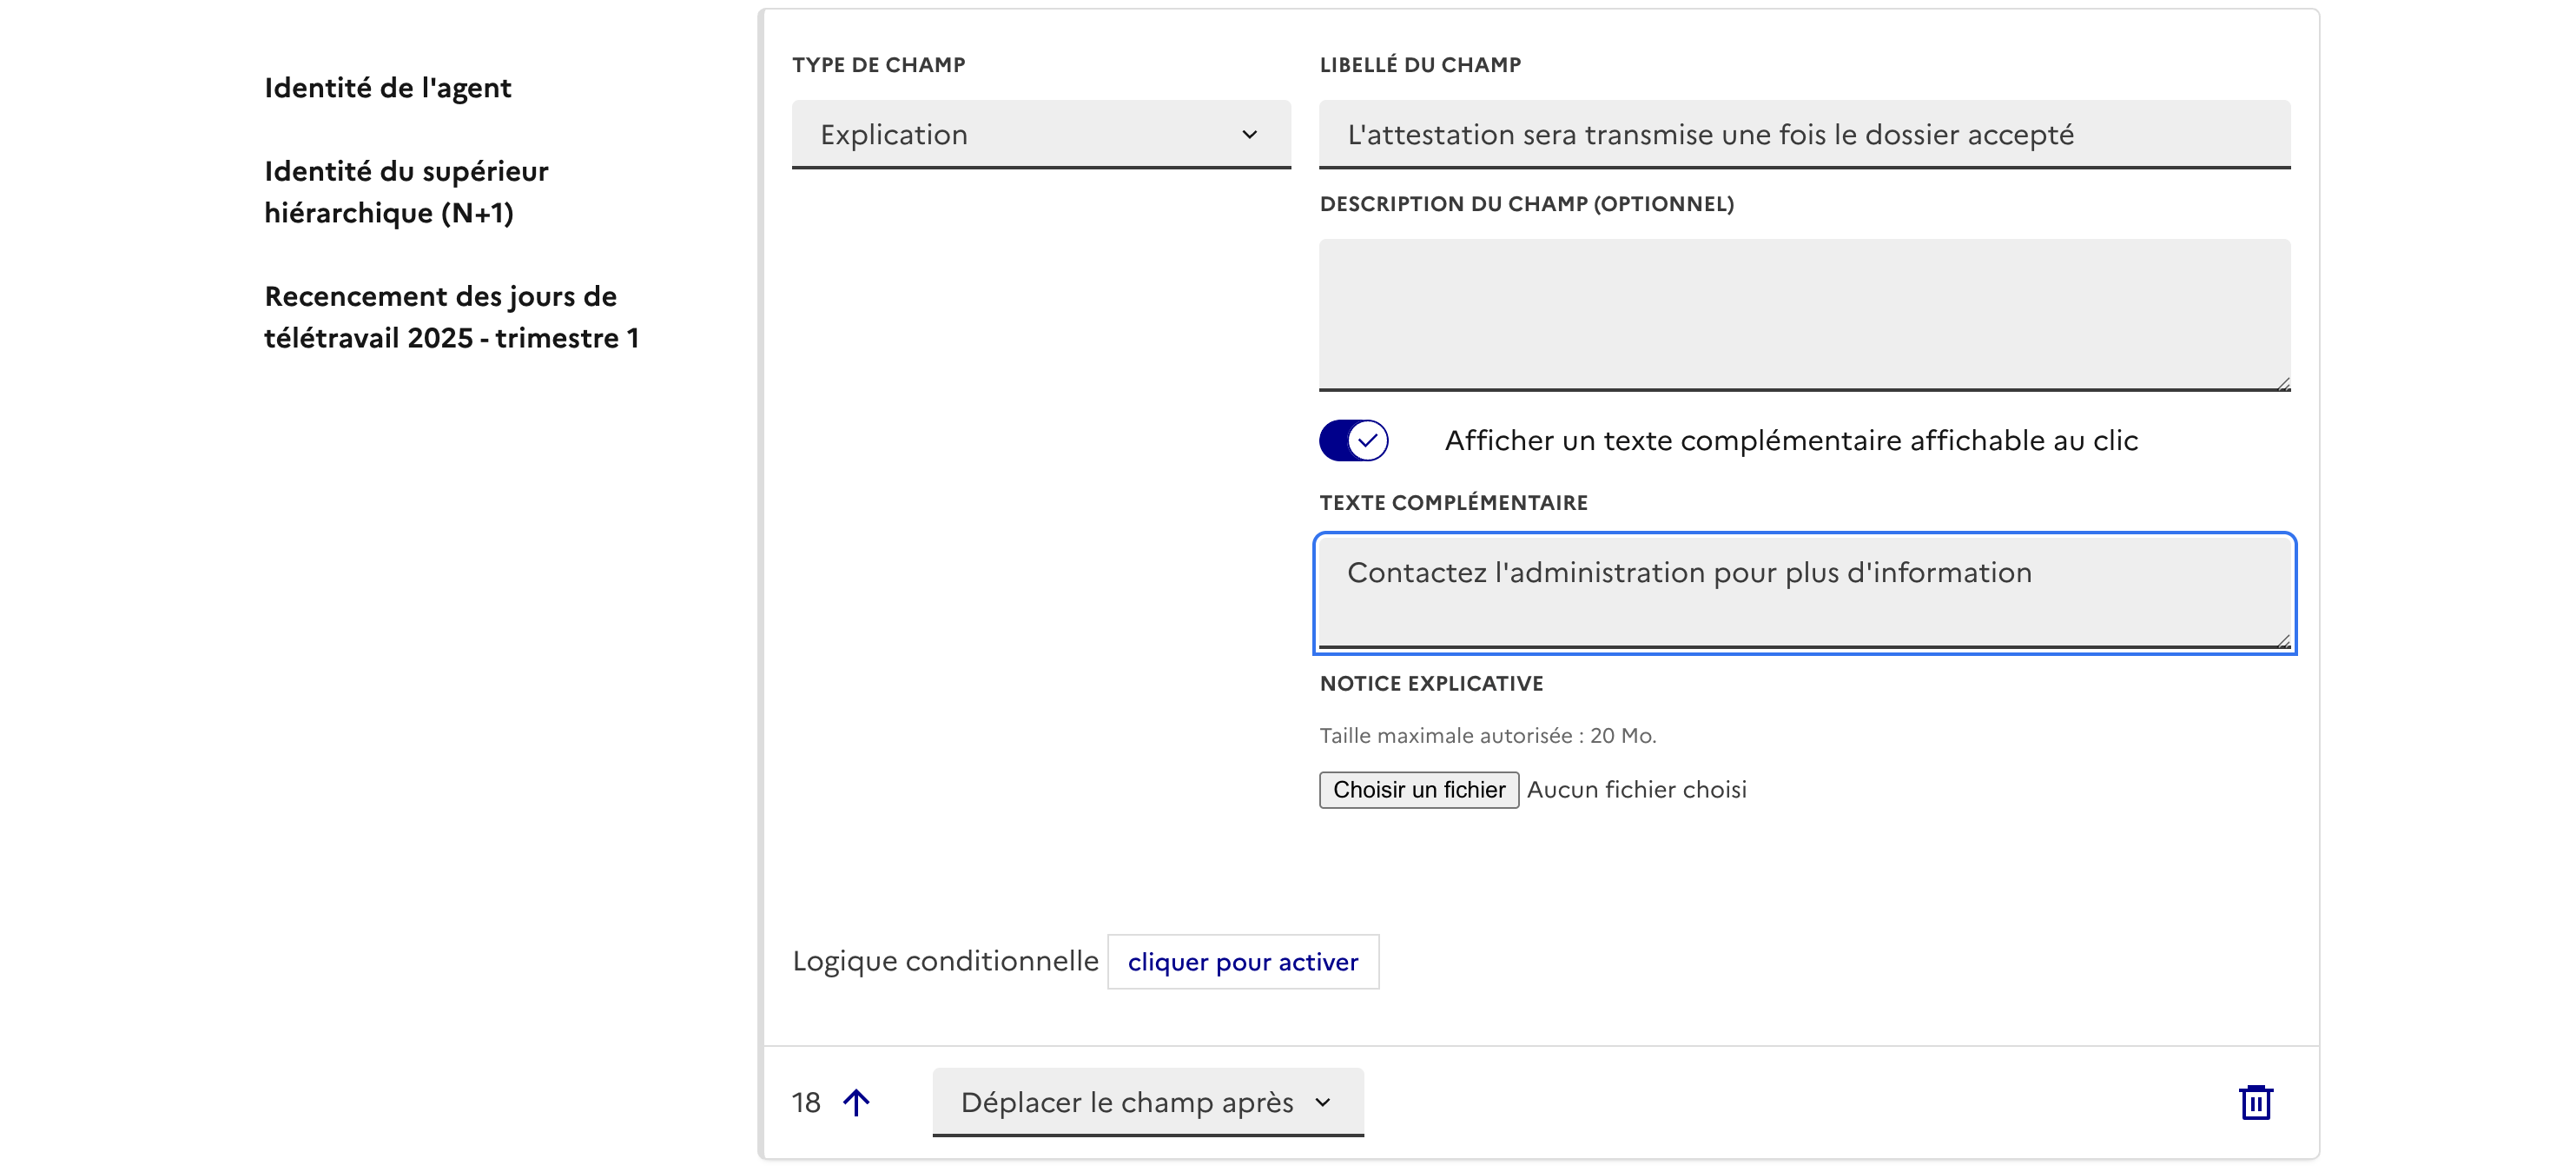 Identité de l'agent
Identité du supérieur
hiérarchique (N+1)
Recencement des jours de
télétravail 2025 - trimestre 1
TYPE DE CHAMP
Explication
LIBELLÉ DU CHAMP
L'attestation sera transmise une fois le dossier accepté
DESCRIPTION DU CHAMP (OPTIONNEL)
Afficher un texte complémentaire affichable au clic
TEXTE COMPLÉMENTAIRE
Contactez l'administration pour plus d'information
NOTICE EXPLICATIVE
Taille maximale autorisée : 20 Mo.
Choisir un fichier Aucun fichier choisi
Logique conditionnelle cliquer pour activer
18 Déplacer le champ après